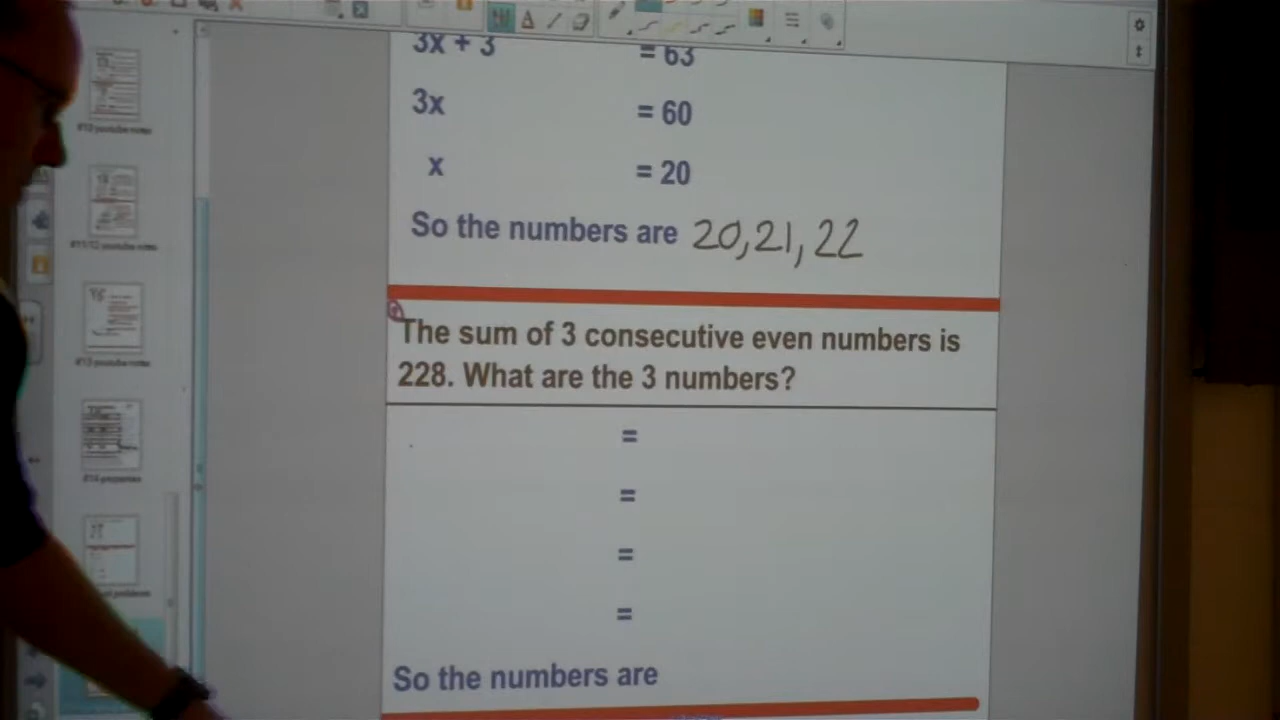 3x + 3 = 63
3x = 60
x = 20
So the numbers are 20, 21, 22
The sum of 3 consecutive even numbers is
228. What are the 3 numbers?
=
=
=
=
So the numbers are